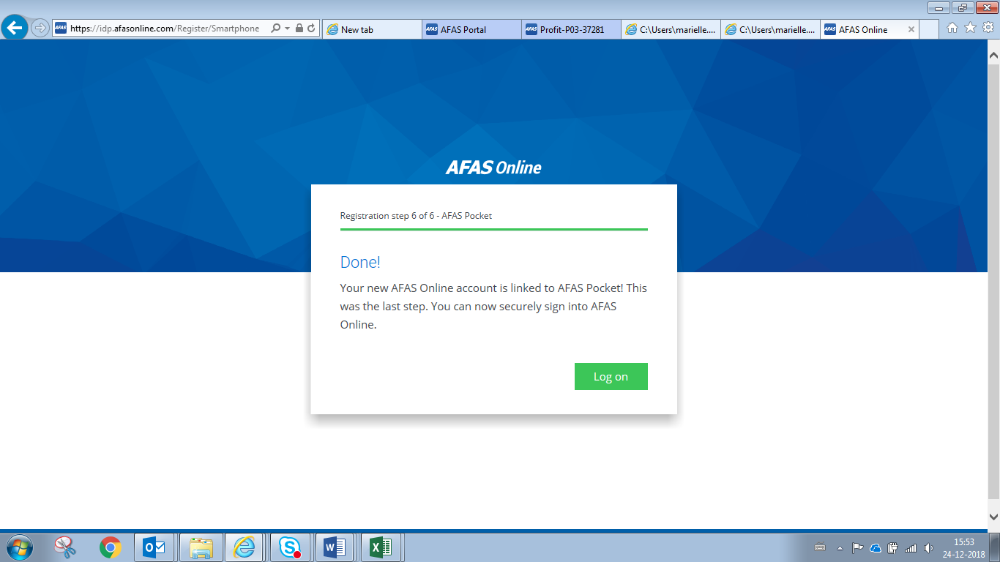 https://idp.afasonline.com/Register/Smartphone
New tab
AFAS Portal
Profit-P03-37281
C:\Users\marielle....
C:\Users\marielle....
AFAS Online
AFAS Online
Registration step 6 of 6 - AFAS Pocket
Done!
Your new AFAS Online account is linked to AFAS Pocket! This
was the last step. You can now securely sign into AFAS
Online.
Log on
15:53
24-12-2018